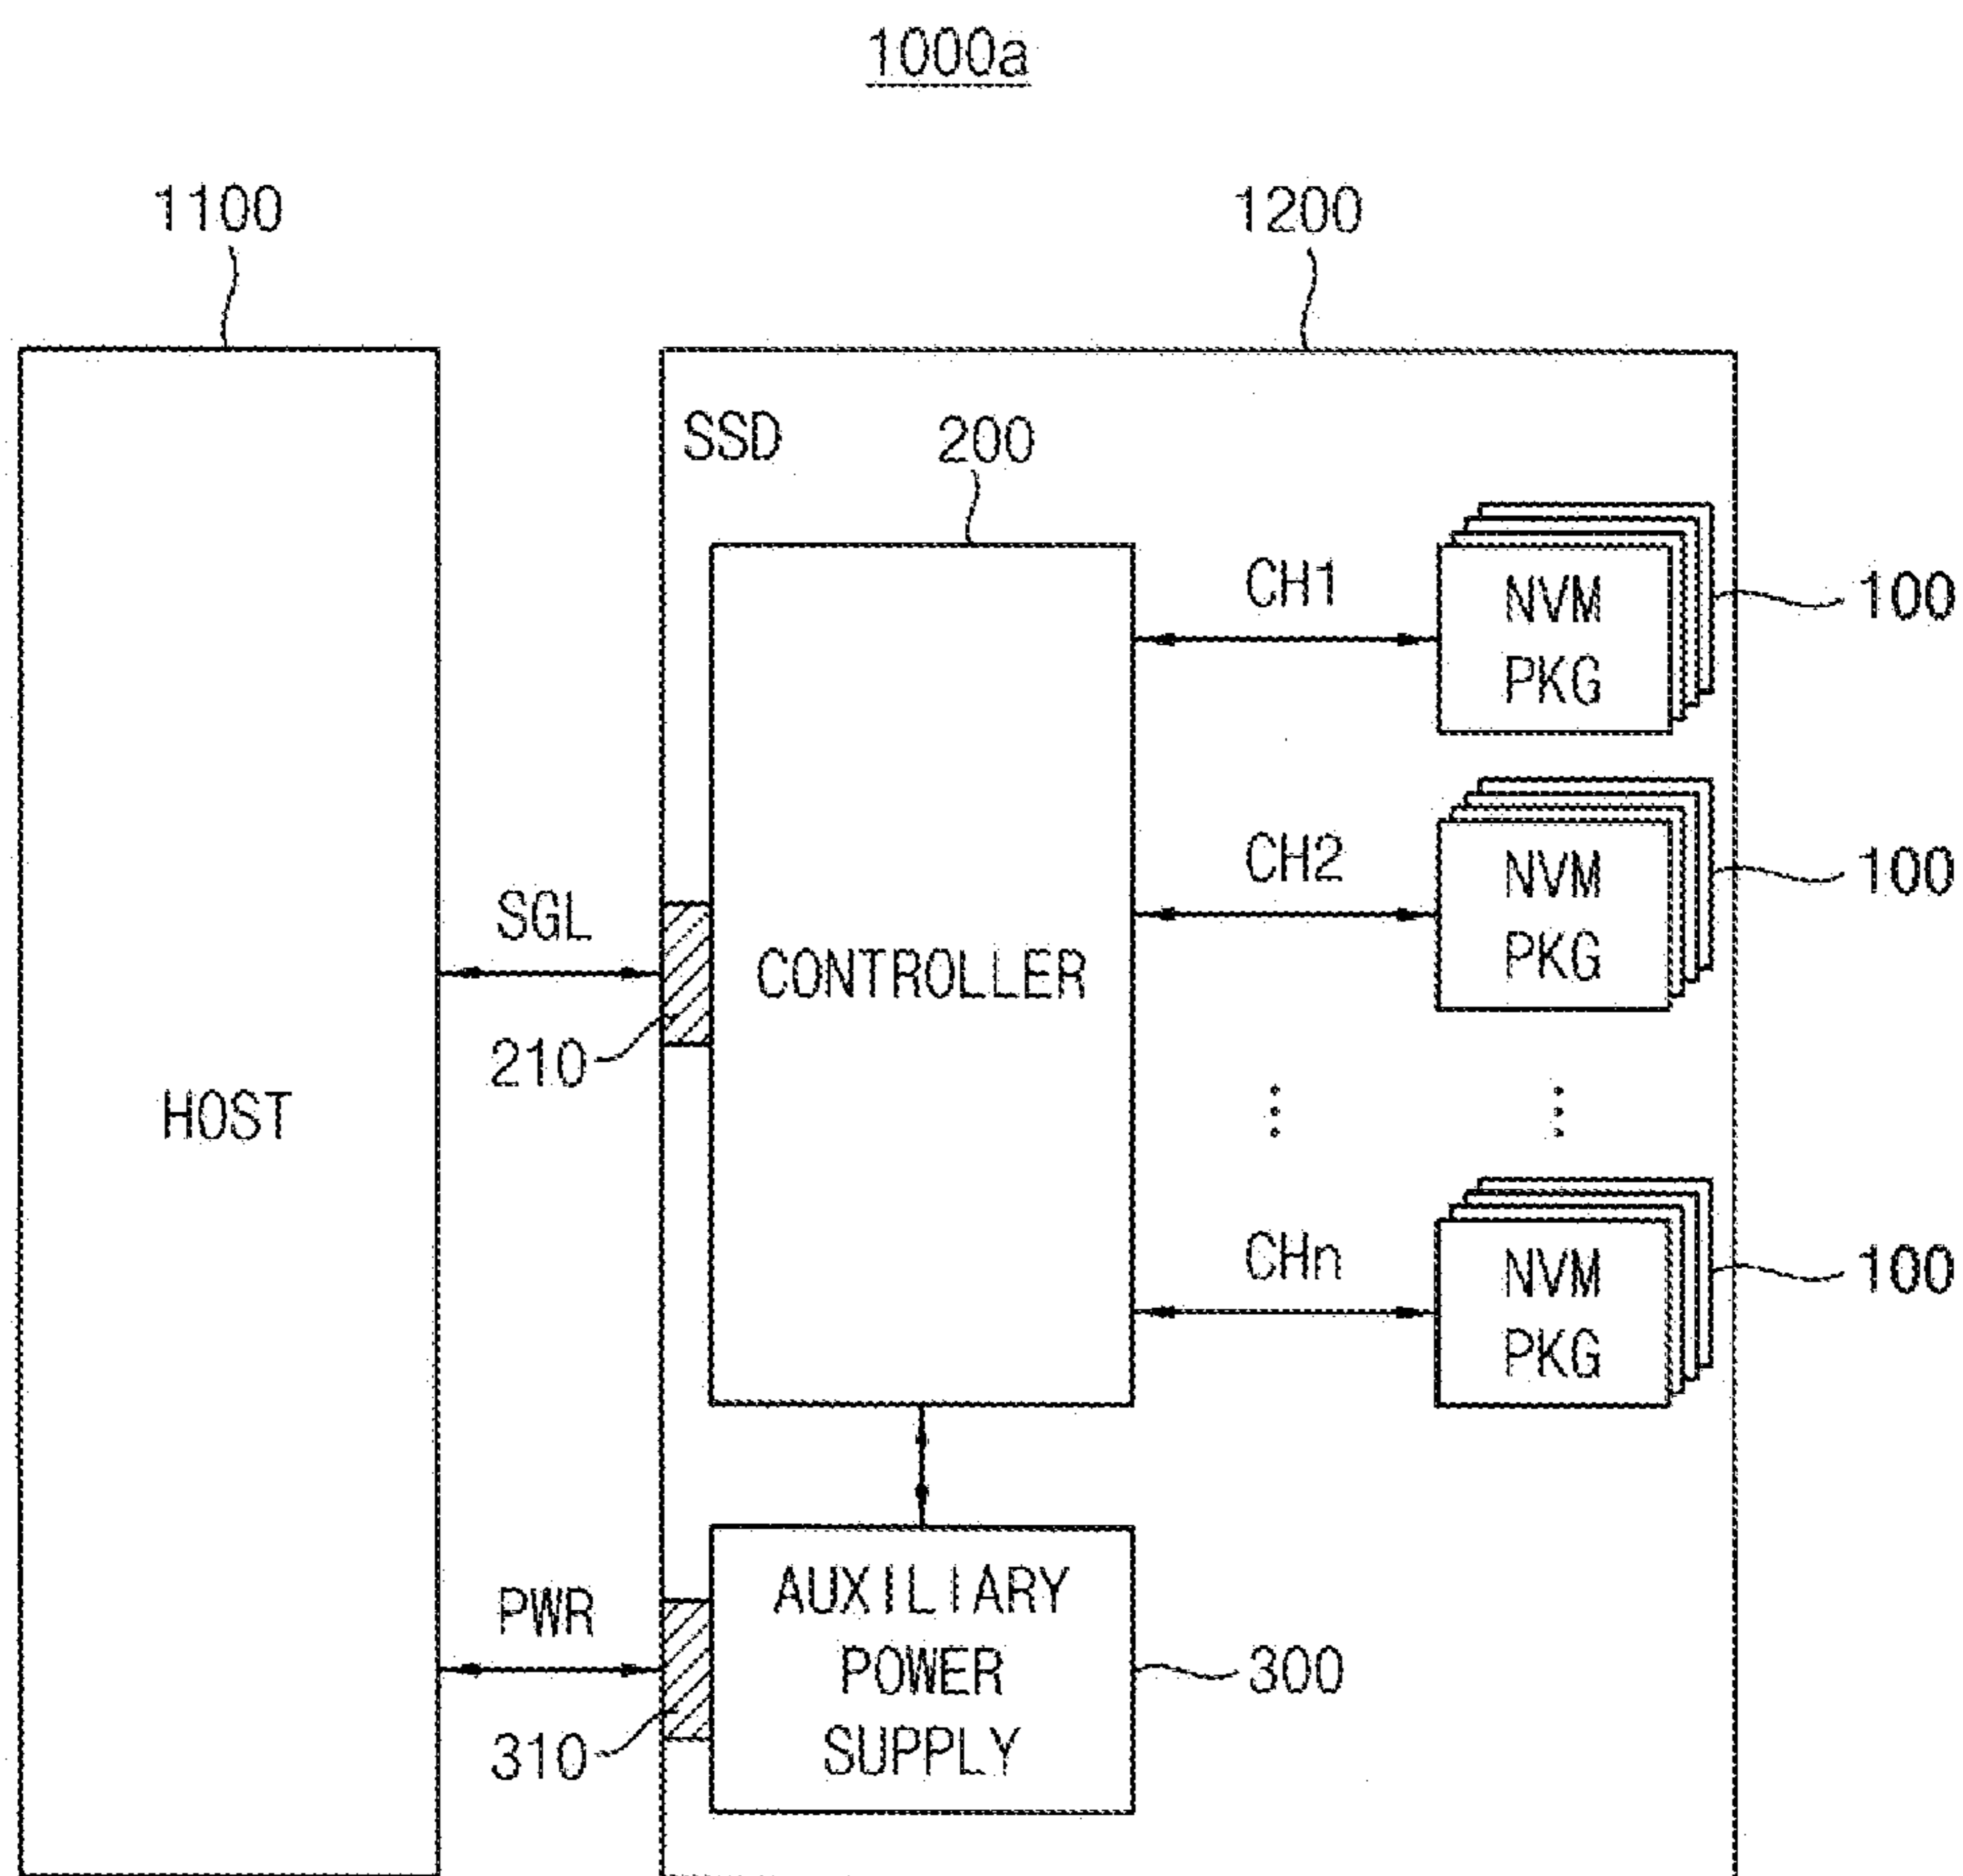 1000a
1100
1200
SSD
200
CH1
NVM
PKG
100
CH2
NVM
PKG
100
SGL
210
CONTROLLER
HOST
CHn
NVM
PKG
100
PWR
310
AUXILIARY
POWER
SUPPLY
300